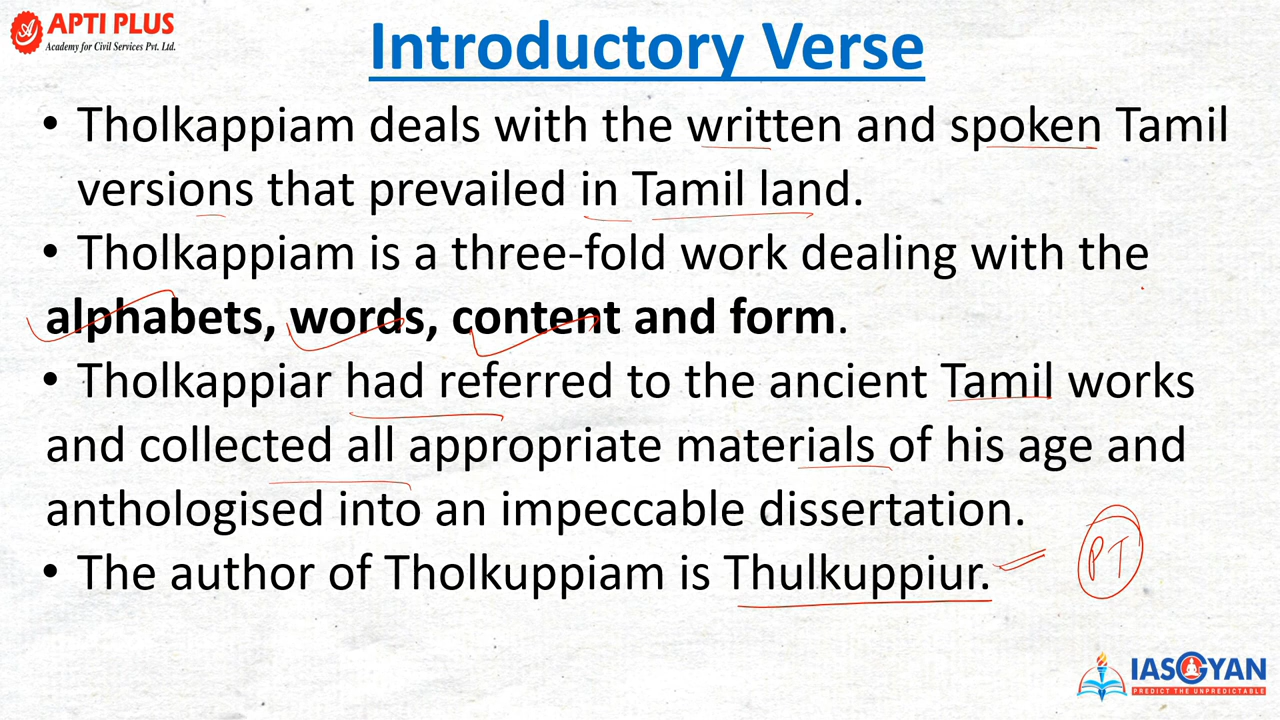 APTI PLUS
Academy for Civil Services Pvt. Ltd.
Introductory Verse
• Tholkappiam deals with the written and spoken Tamil
versions that prevailed in Tamil land.
• Tholkappiam is a three-fold work dealing with the
alphabets, words, content and form.
• Tholkappiar had referred to the ancient Tamil works
and collected all appropriate materials of his age and
anthologised into an impeccable dissertation.
• The author of Tholkuppiam is Thulkuppiur.
PT
IASGYAN
PREDICT THE UNPREDICTABLE